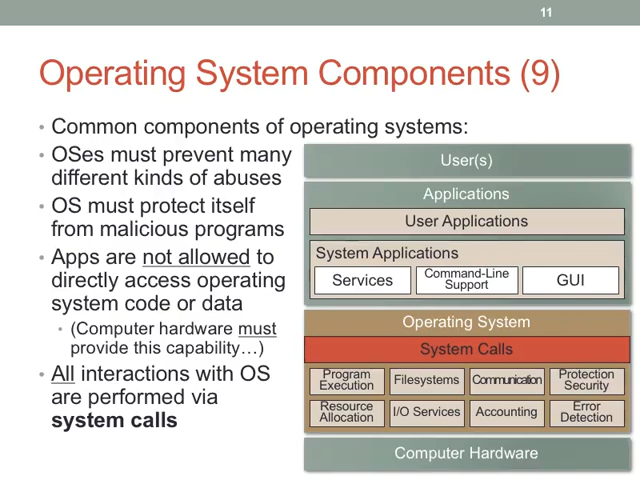 11
Operating System Components (9)
• Common components of operating systems:
• OSes must prevent many
different kinds of abuses
• OS must protect itself
from malicious programs
• Apps are not allowed to
directly access operating
system code or data
• (Computer hardware must
provide this capability…)
• All interactions with OS
are performed via
system calls
User(s)
Applications
User Applications
System Applications
Services
Command-Line
Support
GUI
Operating System
System Calls
Program
Execution
Filesystems
Communication
Protection
Security
Resource
Allocation
I/O Services
Accounting
Error
Detection
Computer Hardware